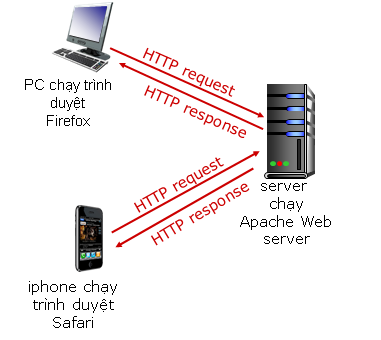 HTTP request
HTTP response
PC chạy trình
duyệt
Firefox
HTTP request
HTTP response
server
chạy
Apache Web
server
iphone chạy
trình duyệt
Safari